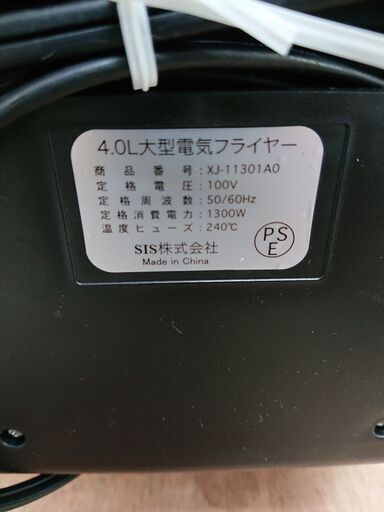 4.0L大型電気フライヤー
商品番号:XJ-11301A0
定格電圧:100V
定格周波数:50/60Hz
定格消費電力:1300W
温度ヒューズ:240℃
SIS株式会社
Made in China
PS
E